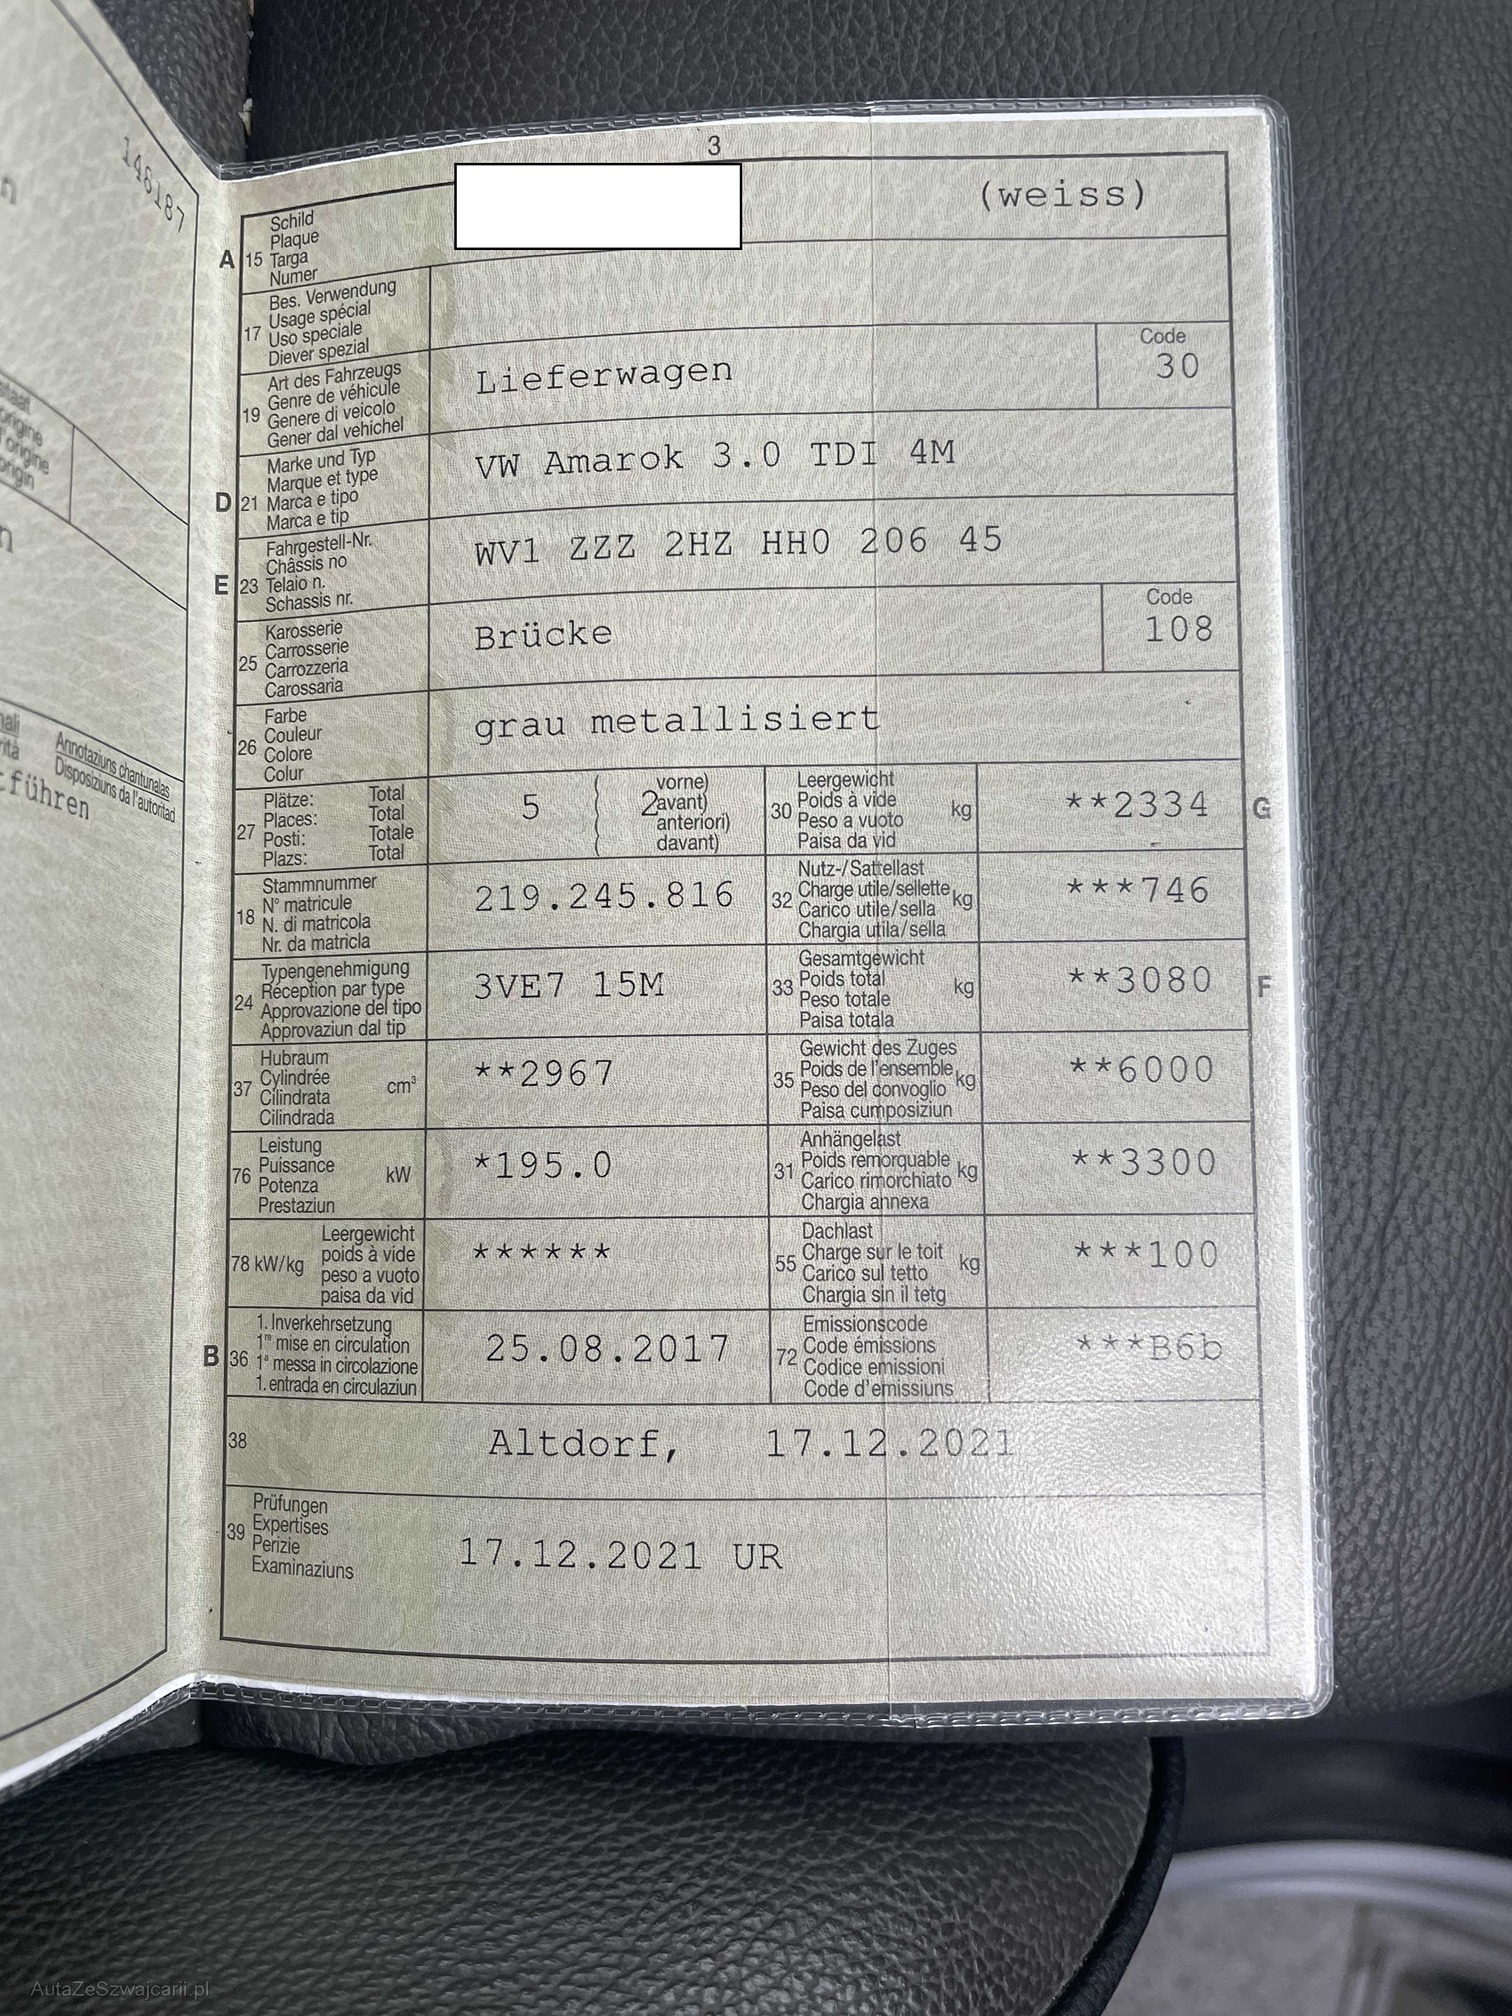 146187
n
staat
origine
origine
origin
n
nali
rità
Annotaziuns chantunalas
Disposiziuns da l'autoritad
führen
3
A 15 Schild
Plaque
Targa
Numer
(weiss)
17 Bes. Verwendung
Usage spécial
Uso speciale
Diever spezial
19 Art des Fahrzeugs
Genre de véhicule
Genere di veicolo
Gener dal vehichel
Lieferwagen
Code
30
D 21 Marke und Typ
Marque et type
Marca e tipo
Marca e tip
VW Amarok 3.0 TDI 4M
E 23 Fahrgestell-Nr.
Châssis no
Telaio n.
Schassis nr.
WV1 ZZZ 2HZ HH0 206 45
25 Karosserie
Carrosserie
Carrozzeria
Carossaria
Brücke
Code
108
26 Farbe
Couleur
Colore
Colur
grau metallisiert
27 Plätze: Total
Places: Total
Posti: Totale
Plazs: Total
5 ( 2 vorne)
( avant)
( anteriori)
( davant)
30 Leergewicht
Poids à vide kg
Peso a vuoto
Paisa da vid
**2334 G
18 Stammnummer
N° matricule
N. di matricola
Nr. da matricla
219.245.816
32 Nutz-/Sattellast
Charge utile/sellette kg
Carico utile/sella
Chargia utila/sella
***746
24 Typengenehmigung
Réception par type
Approvazione del tipo
Approvaziun dal tip
3VE7 15M
33 Gesamtgewicht
Poids total kg
Peso totale
Paisa totala
**3080 F
37 Hubraum
Cylindrée cm³
Cilindrata
Cilindrada
**2967
35 Gewicht des Zuges
Poids de l'ensemble kg
Peso del convoglio
Paisa cumposiziun
**6000
76 Leistung
Puissance kW
Potenza
Prestaziun
*195.0
31 Anhängelast
Poids remorquable kg
Carico rimorchiato
Chargia annexa
**3300
78 kW/kg Leergewicht
poids à vide
peso a vuoto
paisa da vid
******
55 Dachlast
Charge sur le toit kg
Carico sul tetto
Chargia sin il tetg
***100
B 36 1. Inverkehrsetzung
1re mise en circulation
1a messa in circolazione
1. entrada en circulaziun
25.08.2017
72 Emissionscode
Code émissions
Codice emissioni
Code d'emissiuns
***B6b
38 Altdorf, 17.12.2021
39 Prüfungen
Expertises
Perizie
Examinaziuns
17.12.2021 UR
AutaZeSzwajcarii.pl